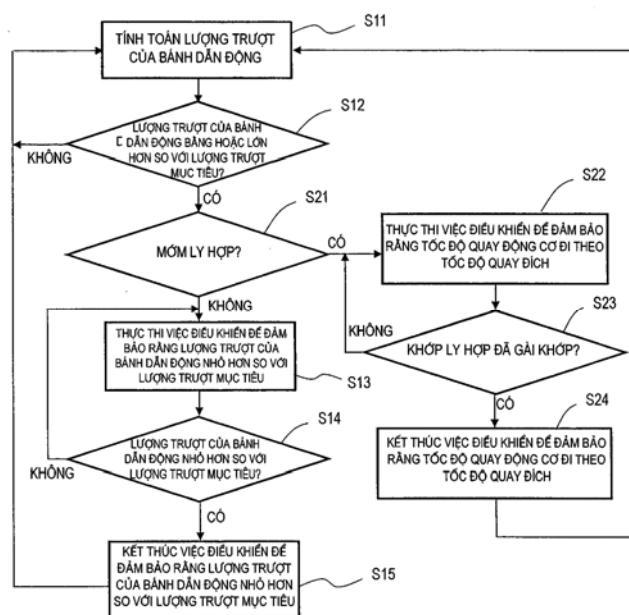 S11
TÍNH TOÁN LƯỢNG TRƯỢT
CỦA BÁNH DẪN ĐỘNG
S12
LƯỢNG TRƯỢT CỦA BÁNH
DẪN ĐỘNG BẰNG HOẶC LỚN
HƠN SO VỚI LƯỢNG TRƯỢT
MỤC TIÊU?
KHÔNG
CÓ
S21
MỚM LY HỢP?
CÓ
KHÔNG
S22
THỰC THI VIỆC ĐIỀU KHIỂN ĐỂ ĐẢM BẢO
RẰNG TỐC ĐỘ QUAY ĐỘNG CƠ ĐI THEO
TỐC ĐỘ QUAY ĐÍCH
S23
KHỚP LY HỢP ĐÃ GÀI KHỚP?
KHÔNG
CÓ
S24
KẾT THÚC VIỆC ĐIỀU KHIỂN ĐỂ ĐẢM BẢO
RẰNG TỐC ĐỘ QUAY ĐỘNG CƠ ĐI THEO
TỐC ĐỘ QUAY ĐÍCH
THỰC THI VIỆC ĐIỀU KHIỂN ĐỂ ĐẢM
BẢO RẰNG LƯỢNG TRƯỢT CỦA
BÁNH DẪN ĐỘNG NHỎ HƠN SO VỚI
LƯỢNG TRƯỢT MỤC TIÊU
S13
S14
LƯỢNG TRƯỢT CỦA BÁNH
DẪN ĐỘNG NHỎ HƠN SO VỚI
LƯỢNG TRƯỢT MỤC TIÊU?
KHÔNG
CÓ
KẾT THÚC VIỆC ĐIỀU KHIỂN ĐỂ
ĐẢM BẢO RẰNG LƯỢNG TRƯỢT
CỦA BÁNH DẪN ĐỘNG NHỎ HƠN
SO VỚI LƯỢNG TRƯỢT MỤC TIÊU
S15